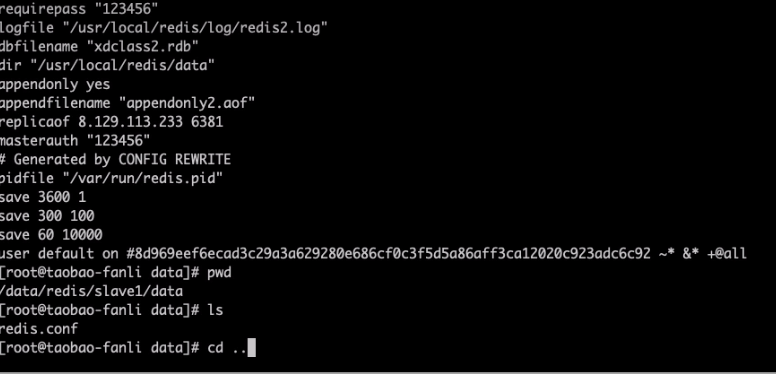 requirepass "123456"
logfile "/usr/local/redis/log/redis2.log"
dbfilename "xdclass2.rdb"
dir "/usr/local/redis/data"
appendonly yes
appendfilename "appendonly2.aof"
replicaof 8.129.113.233 6381
masterauth "123456"
# Generated by CONFIG REWRITE
pidfile "/var/run/redis.pid"
save 3600 1
save 300 100
save 60 10000
user default on #8d969eef6ecad3c29a3a629280e686cf0c3f5d5a86aff3ca12020c923adc6c92 ~* &* +@all
[root@taobao-fanli data]# pwd
/data/redis/slave1/data
[root@taobao-fanli data]# ls
redis.conf
[root@taobao-fanli data]# cd ..